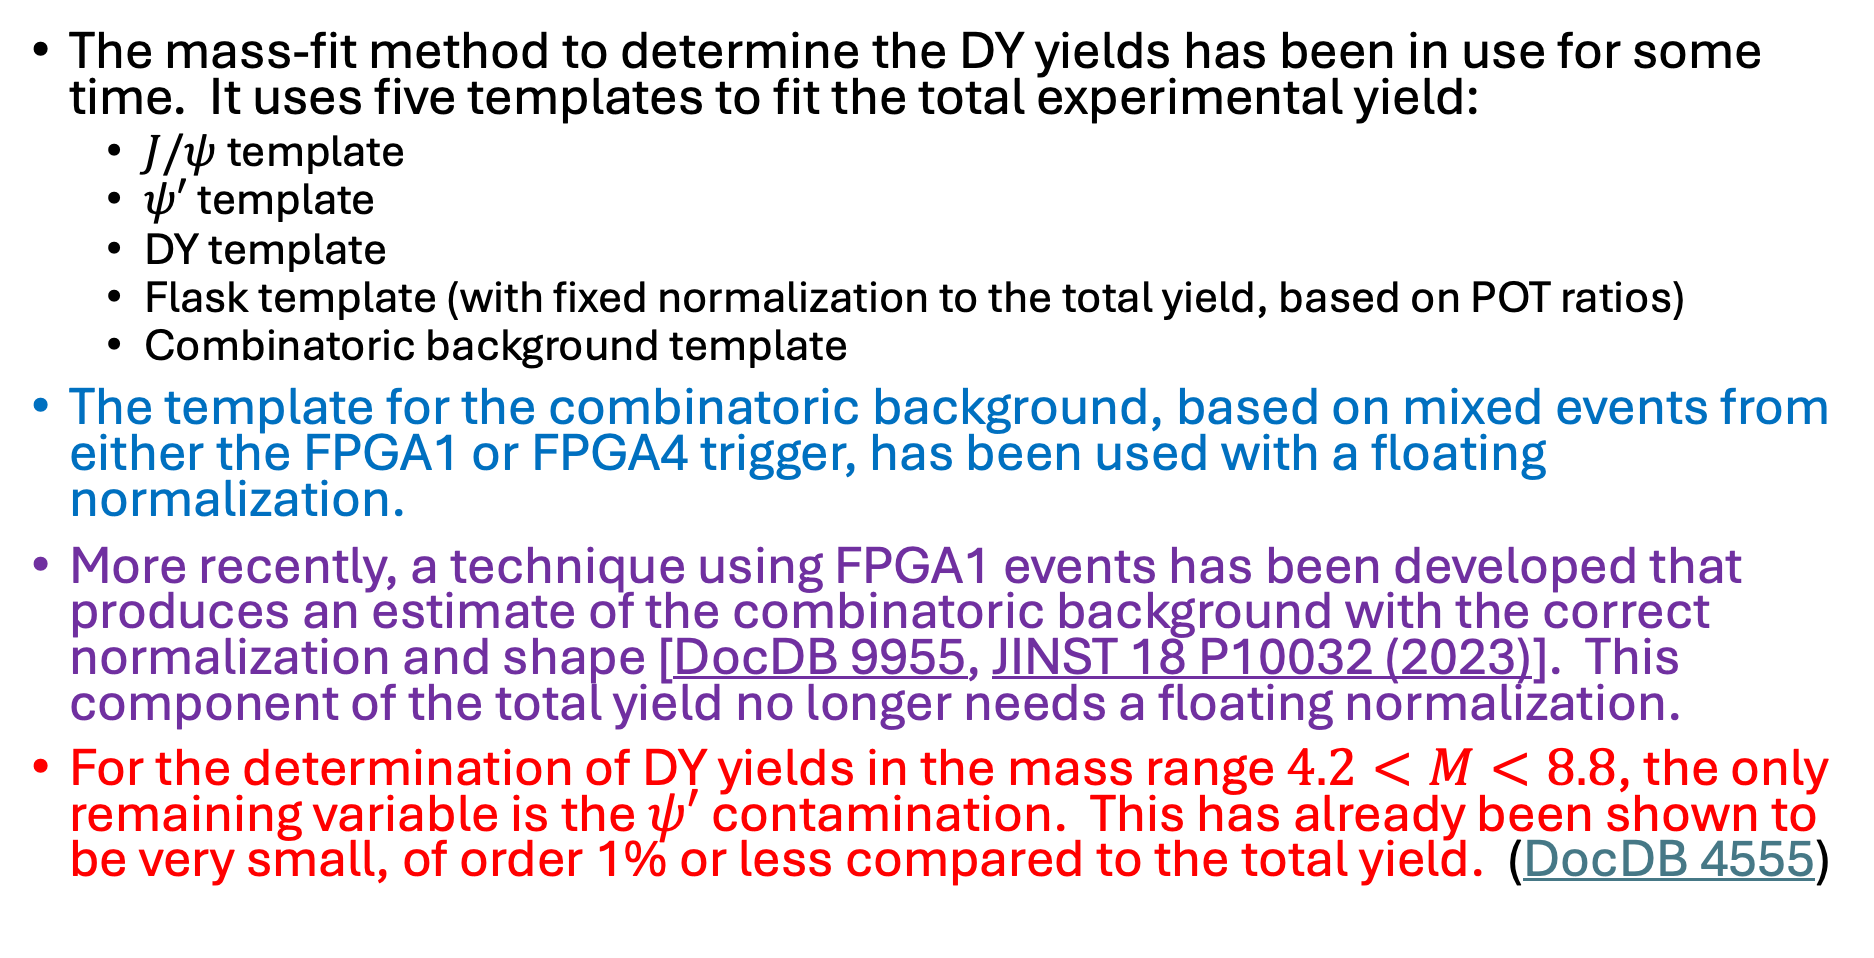 • The mass-fit method to determine the DY yields has been in use for some
time.  It uses five templates to fit the total experimental yield:
• J/ψ template
• ψ′ template
• DY template
• Flask template (with fixed normalization to the total yield, based on POT ratios)
• Combinatoric background template
• The template for the combinatoric background, based on mixed events from
either the FPGA1 or FPGA4 trigger, has been used with a floating
normalization.
• More recently, a technique using FPGA1 events has been developed that
produces an estimate of the combinatoric background with the correct
normalization and shape [DocDB 9955, JINST 18 P10032 (2023)].  This
component of the total yield no longer needs a floating normalization.
• For the determination of DY yields in the mass range 4.2 < M < 8.8, the only
remaining variable is the ψ′ contamination.  This has already been shown to
be very small, of order 1% or less compared to the total yield.  (DocDB 4555)